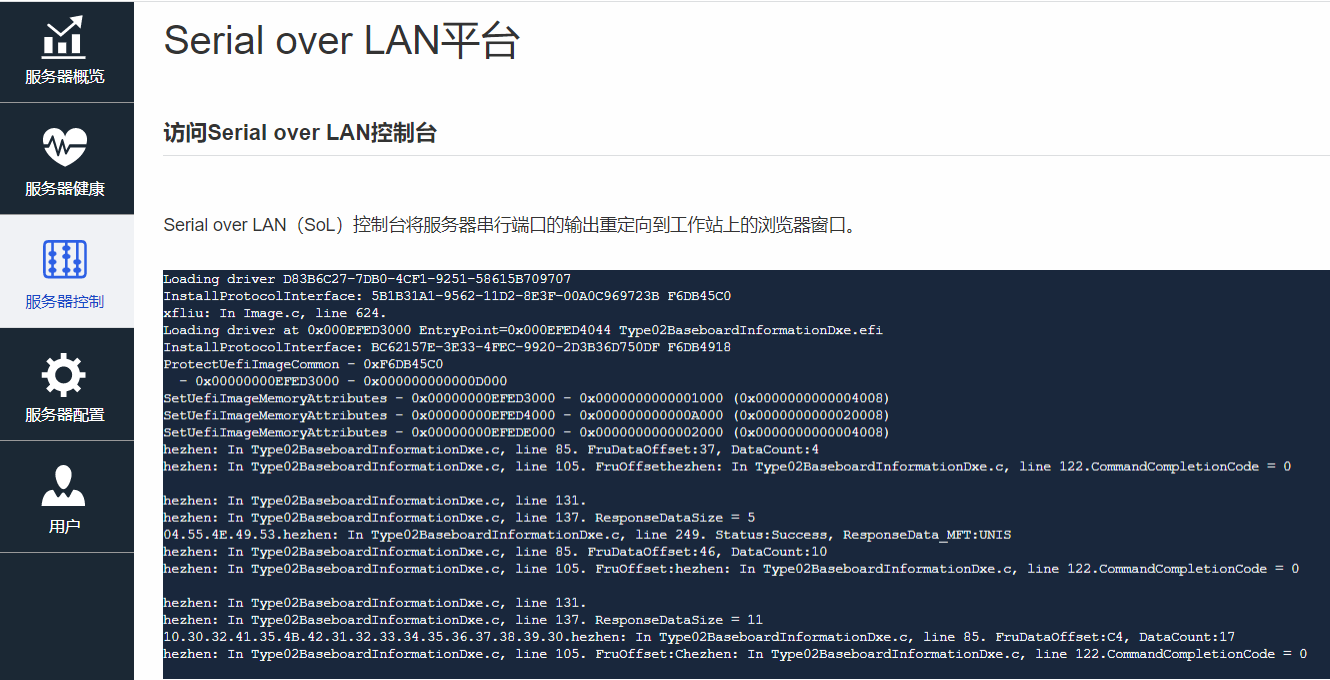 服务器概览
服务器健康
服务器控制
服务器配置
用户
Serial over LAN平台
访问Serial over LAN控制台
Serial over LAN（SoL）控制台将服务器串行端口的输出重定向到工作站上的浏览器窗口。
Loading driver D83B6C27-7DB0-4CF1-9251-58615B709707
InstallProtocolInterface: 5B1B31A1-9562-11D2-8E3F-00A0C969723B F6DB45C0
xfliu: In Image.c, line 624.
Loading driver at 0x000EFED3000 EntryPoint=0x000EFED4044 Type02BaseboardInformationDxe.efi
InstallProtocolInterface: BC62157E-3E33-4FEC-9920-2D3B36D750DF F6DB4918
ProtectUefiImageCommon - 0xF6DB45C0
- 0x00000000EFED3000 - 0x000000000000D000
SetUefiImageMemoryAttributes - 0x00000000EFED3000 - 0x0000000000001000 (0x0000000000004008)
SetUefiImageMemoryAttributes - 0x00000000EFED4000 - 0x000000000000A000 (0x0000000000020008)
SetUefiImageMemoryAttributes - 0x00000000EFEDE000 - 0x0000000000002000 (0x0000000000004008)
hezhen: In Type02BaseboardInformationDxe.c, line 85. FruDataOffset:37, DataCount:4
hezhen: In Type02BaseboardInformationDxe.c, line 105. FruOffsethezhen: In Type02BaseboardInformationDxe.c, line 122.CommandCompletionCode = 0
hezhen: In Type02BaseboardInformationDxe.c, line 131.
hezhen: In Type02BaseboardInformationDxe.c, line 137. ResponseDataSize = 5
04.55.4E.49.53.hezhen: In Type02BaseboardInformationDxe.c, line 249. Status:Success, ResponseData_MFT:UNIS
hezhen: In Type02BaseboardInformationDxe.c, line 85. FruDataOffset:46, DataCount:10
hezhen: In Type02BaseboardInformationDxe.c, line 105. FruOffset:hezhen: In Type02BaseboardInformationDxe.c, line 122.CommandCompletionCode = 0
hezhen: In Type02BaseboardInformationDxe.c, line 131.
hezhen: In Type02BaseboardInformationDxe.c, line 137. ResponseDataSize = 11
10.30.32.41.35.4B.42.31.32.33.34.35.36.37.38.39.30.hezhen: In Type02BaseboardInformationDxe.c, line 85. FruDataOffset:C4, DataCount:17
hezhen: In Type02BaseboardInformationDxe.c, line 105. FruOffset:Chezhen: In Type02BaseboardInformationDxe.c, line 122.CommandCompletionCode = 0